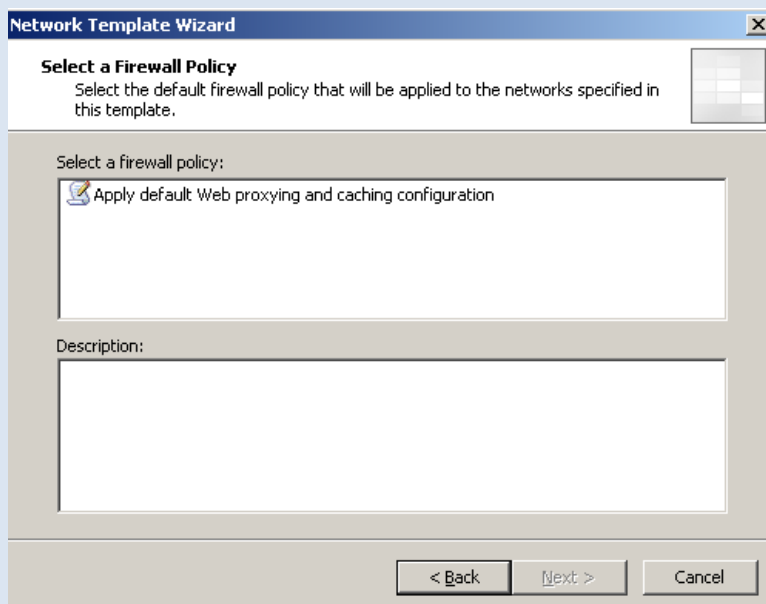 Network Template Wizard
Select a Firewall Policy
Select the default firewall policy that will be applied to the networks specified in
this template.
Select a firewall policy:
Apply default Web proxying and caching configuration
Description:
< Back
Next >
Cancel